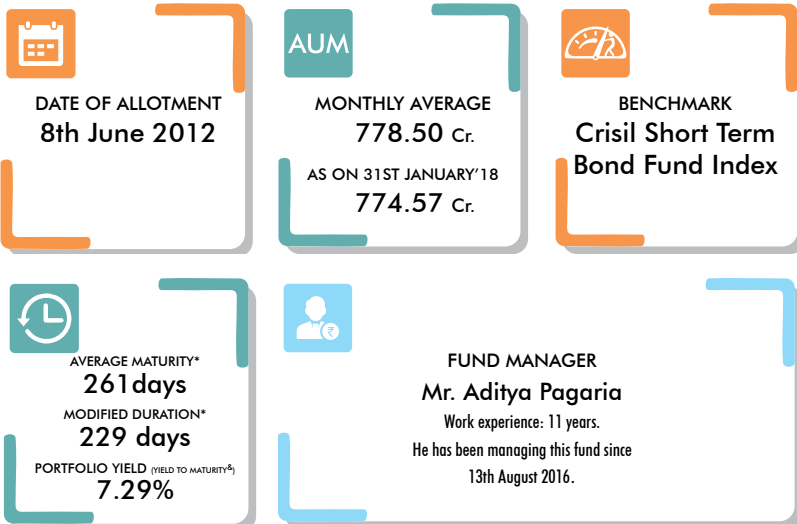 DATE OF ALLOTMENT
8th June 2012
AUM
MONTHLY AVERAGE
778.50 Cr.
AS ON 31ST JANUARY'18
774.57 Cr.
BENCHMARK
Crisil Short Term
Bond Fund Index
AVERAGE MATURITY*
261days
MODIFIED DURATION*
229 days
PORTFOLIO YIELD (YIELD TO MATURITY&)
7.29%
₹
FUND MANAGER
Mr. Aditya Pagaria
Work experience: 11 years.
He has been managing this fund since
13th August 2016.